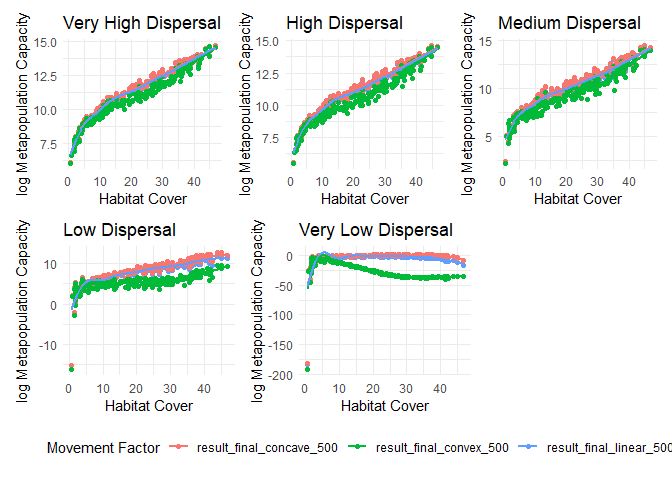 Very High Dispersal
log Metapopulation Capacity
15.0
12.5
10.0
7.5
0 10 20 30 40
Habitat Cover
High Dispersal
log Metapopulation Capacity
15.0
12.5
10.0
7.5
0 10 20 30 40
Habitat Cover
Medium Dispersal
log Metapopulation Capacity
15
10
5
0 10 20 30 40
Habitat Cover
Low Dispersal
log Metapopulation Capacity
10
0
-10
0 10 20 30 40
Habitat Cover
Very Low Dispersal
log Metapopulation Capacity
0
-50
-100
-150
-200
0 10 20 30 40
Habitat Cover
Movement Factor result_final_concave_500 result_final_convex_500 result_final_linear_500